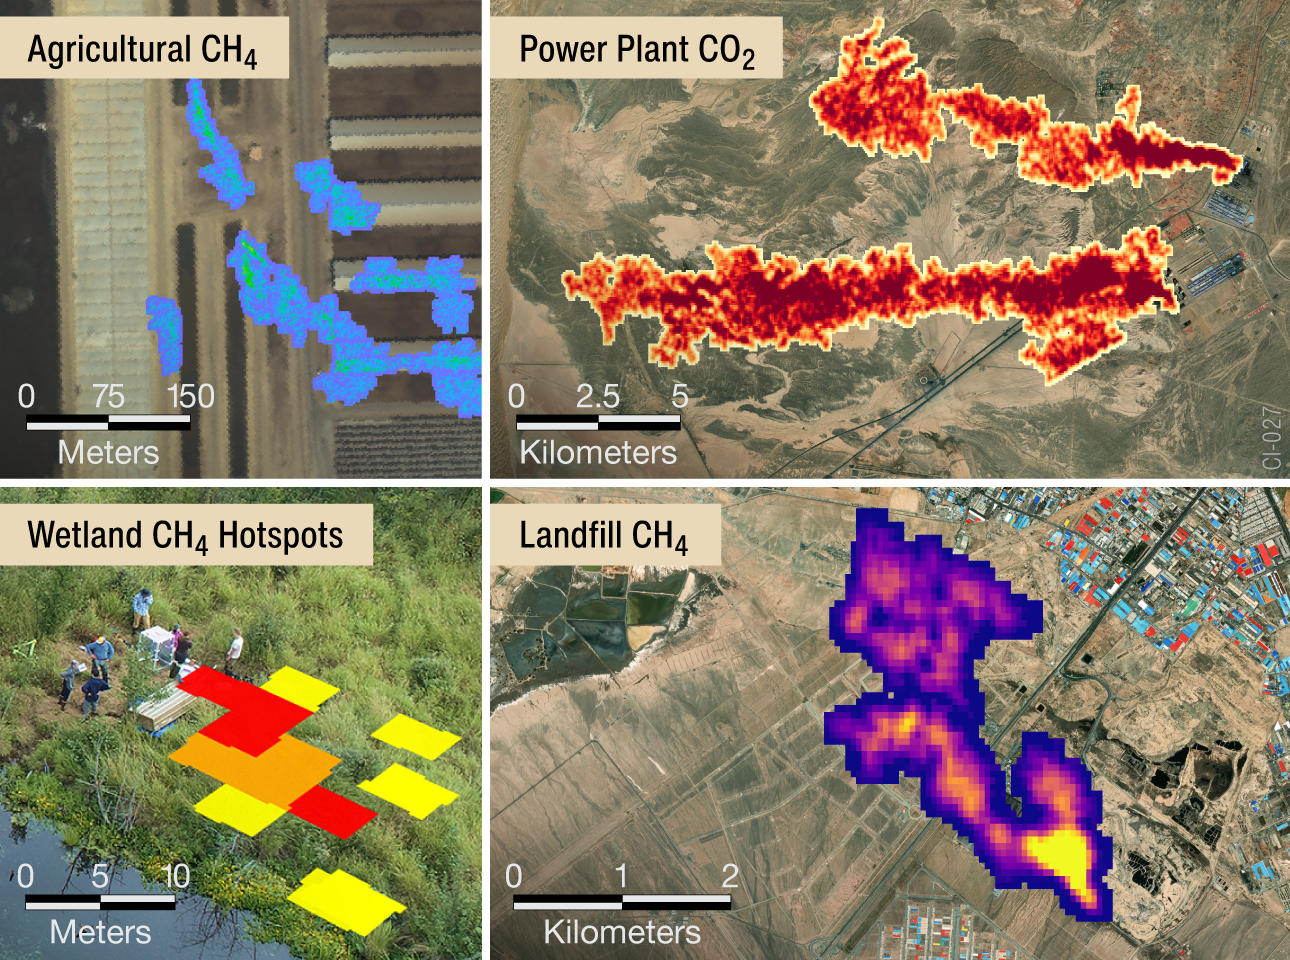 Agricultural CH4
0 75 150
Meters
Power Plant CO2
0 2.5 5
Kilometers
CI-027
Wetland CH4 Hotspots
0 5 10
Meters
Landfill CH4
0 1 2
Kilometers